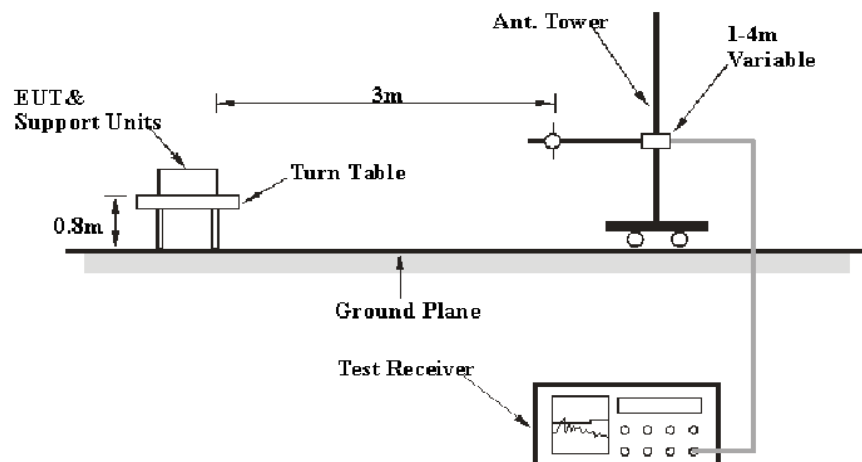 Ant. Tower
1-4m
Variable
3m
EUT &
Support Units
Turn Table
0.8m
Ground Plane
Test Receiver